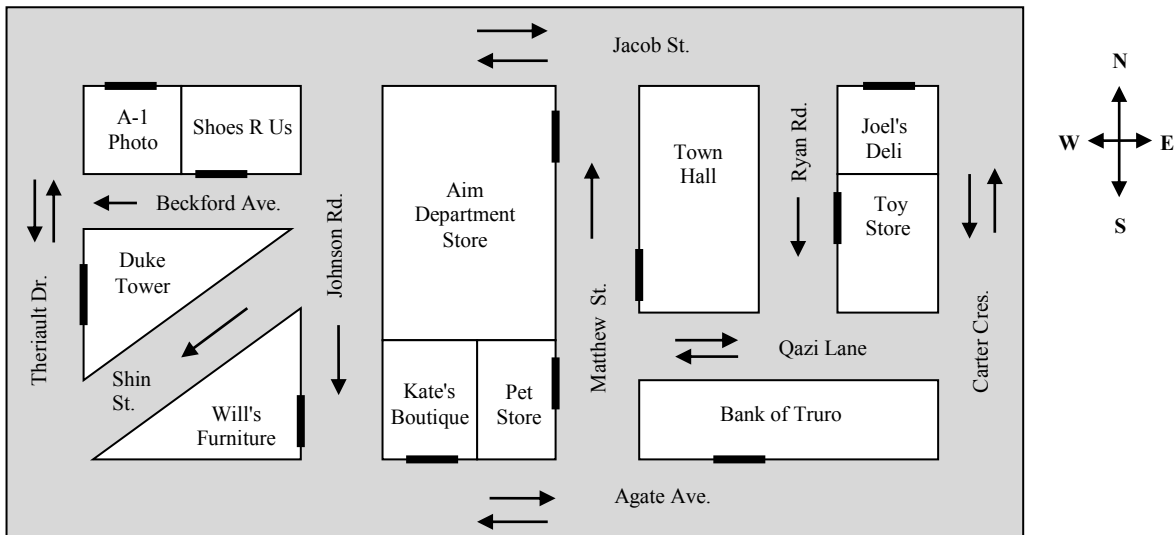 Jacob St.
N
W
E
S
A-1
Photo
Shoes R Us
Town
Hall
Ryan Rd.
Joel's
Deli
Aim
Department
Store
Beckford Ave.
Toy
Store
Johnson Rd.
Duke
Tower
Theriault Dr.
Matthew St.
Carter Cres.
Qazi Lane
Shin
St.
Kate's
Boutique
Pet
Store
Will's
Furniture
Bank of Truro
Agate Ave.